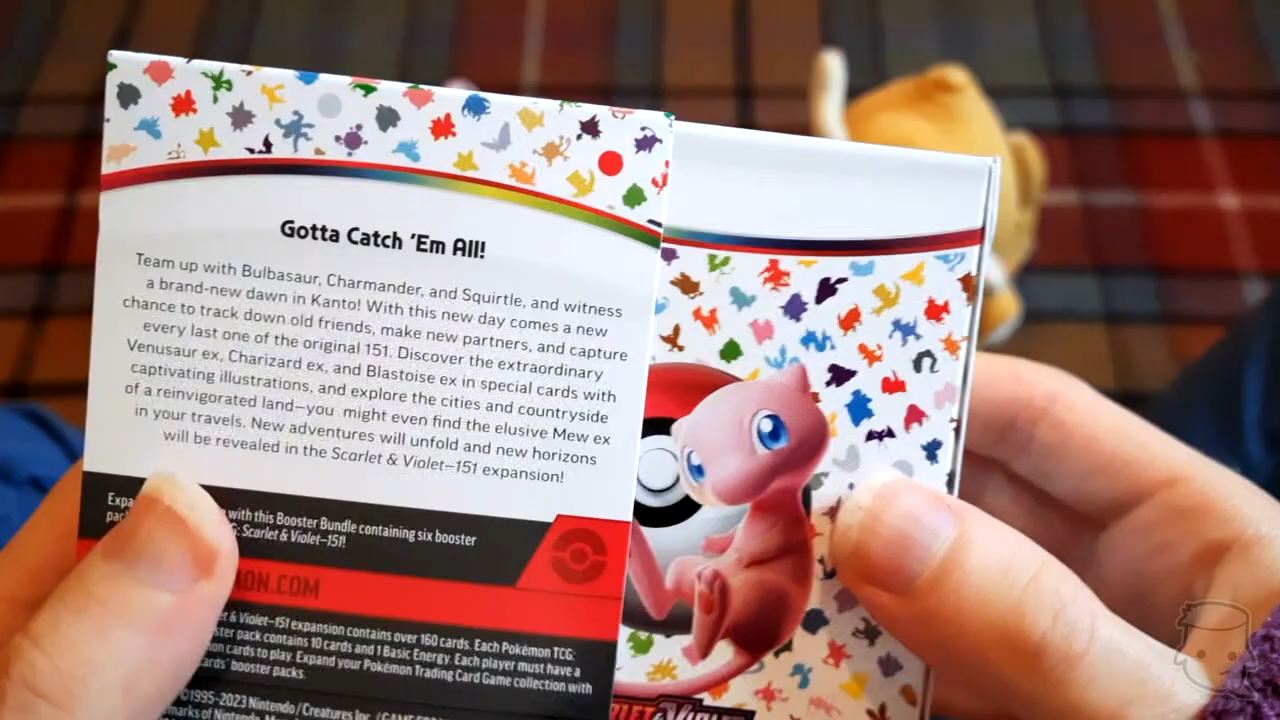 Gotta Catch 'Em All!
Team up with Bulbasaur, Charmander, and Squirtle, and witness
a brand-new dawn in Kanto! With this new day comes a new
chance to track down old friends, make new partners, and capture
every last one of the original 151. Discover the extraordinary
Venusaur ex, Charizard ex, and Blastoise ex in special cards with
captivating illustrations, and explore the cities and countryside
of a reinvigorated land—you might even find the elusive Mew ex
in your travels. New adventures will unfold and new horizons
will be revealed in the Scarlet & Violet—151 expansion!
with this Booster Bundle containing six booster
Scarlet & Violet—151!
.COM
& Violet—151 expansion contains over 160 cards. Each Pokémon TCG:
pack contains 10 cards and 1 Basic Energy. Each player must have a
cards to play. Expand your Pokémon Trading Card Game collection with
cards' booster packs.
©1995-2023 Nintendo / Creatures Inc. /
of Nintendo.